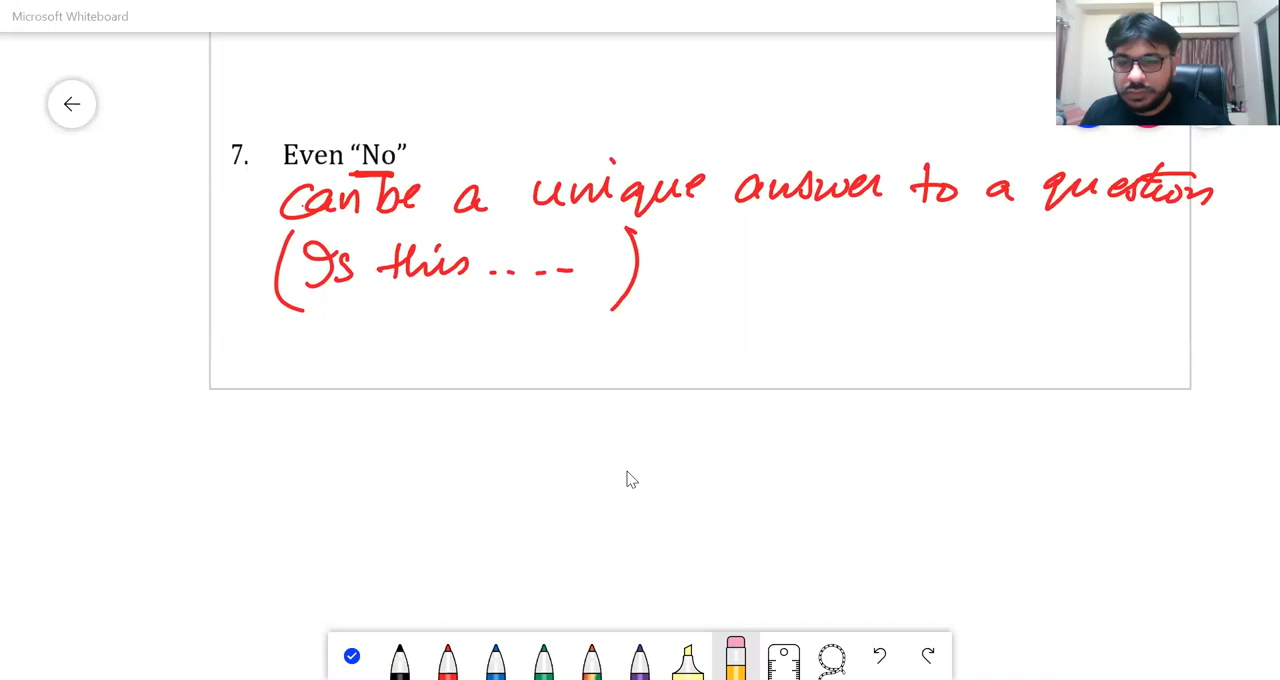 Microsoft Whiteboard
7. Even “No”
can be a unique answer to a question
(Is this .... )